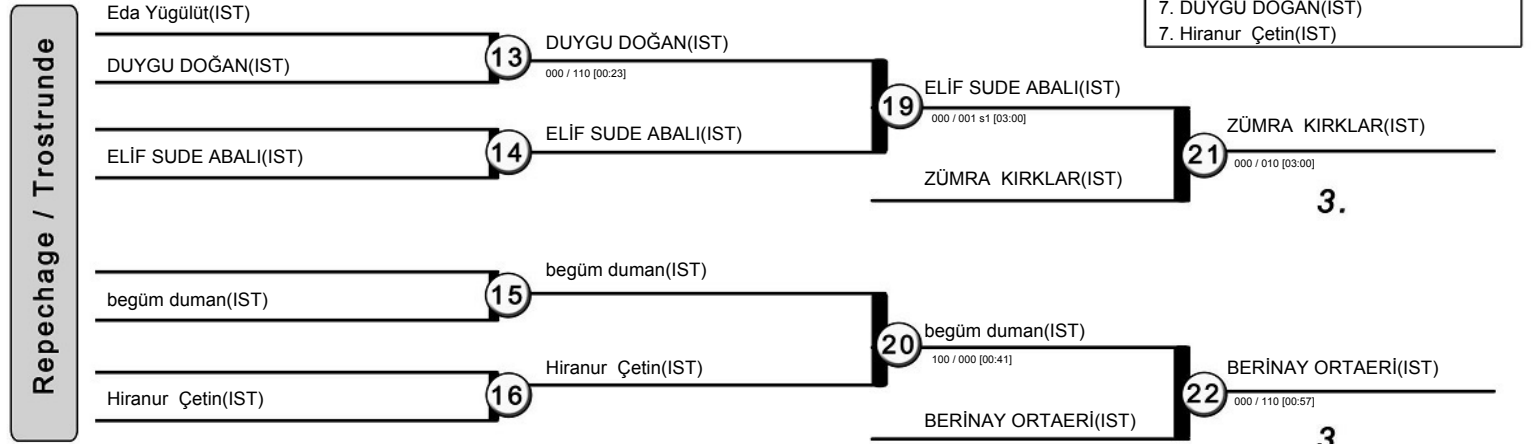 7. DUYGU DOĞAN(IST)
7. Hiranur Çetin(IST)
Repechage / Trostrunde
Eda Yügülüt(IST)
DUYGU DOĞAN(IST)
13
DUYGU DOĞAN(IST)
000 / 110 [00:23]
ELİF SUDE ABALI(IST)
14
ELİF SUDE ABALI(IST)
19
ELİF SUDE ABALI(IST)
000 / 001 s1 [03:00]
ZÜMRA KIRKLAR(IST)
21
ZÜMRA KIRKLAR(IST)
000 / 010 [03:00]
3.
begüm duman(IST)
15
begüm duman(IST)
Hiranur Çetin(IST)
16
Hiranur Çetin(IST)
20
begüm duman(IST)
100 / 000 [00:41]
BERİNAY ORTAERİ(IST)
22
BERİNAY ORTAERİ(IST)
000 / 110 [00:57]
3